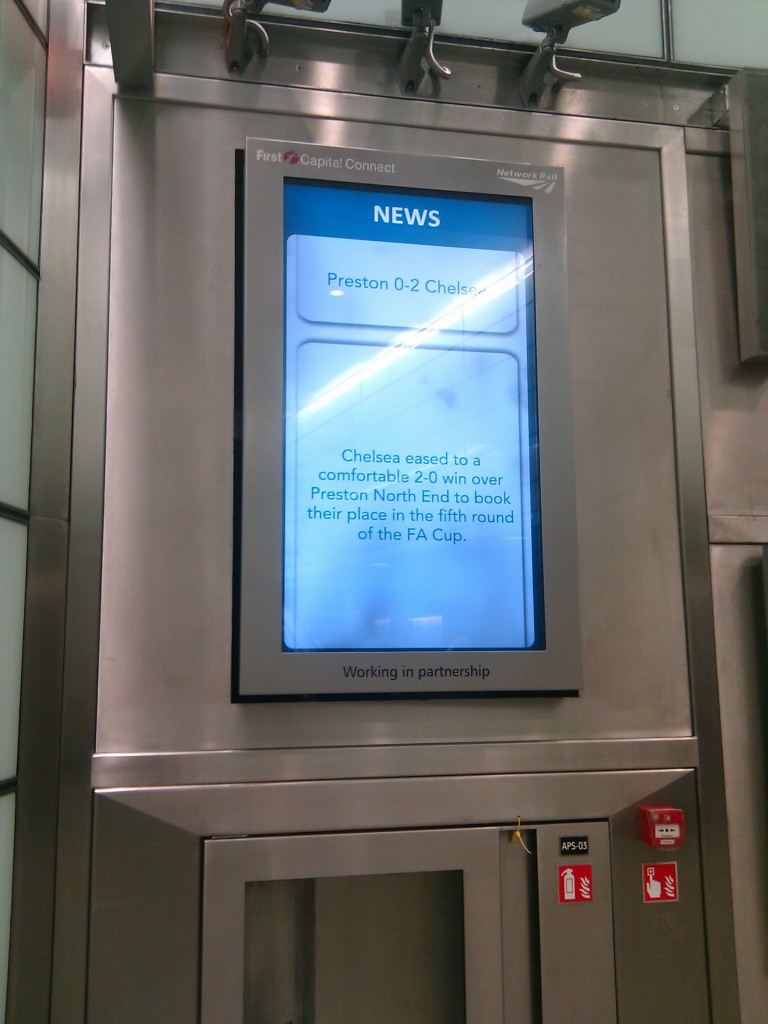 First Capital Connect
Network Rail
NEWS
Preston 0-2 Chelsea
Chelsea eased to a
comfortable 2-0 win over
Preston North End to book
their place in the fifth round
of the FA Cup.
Working in partnership
APS-03